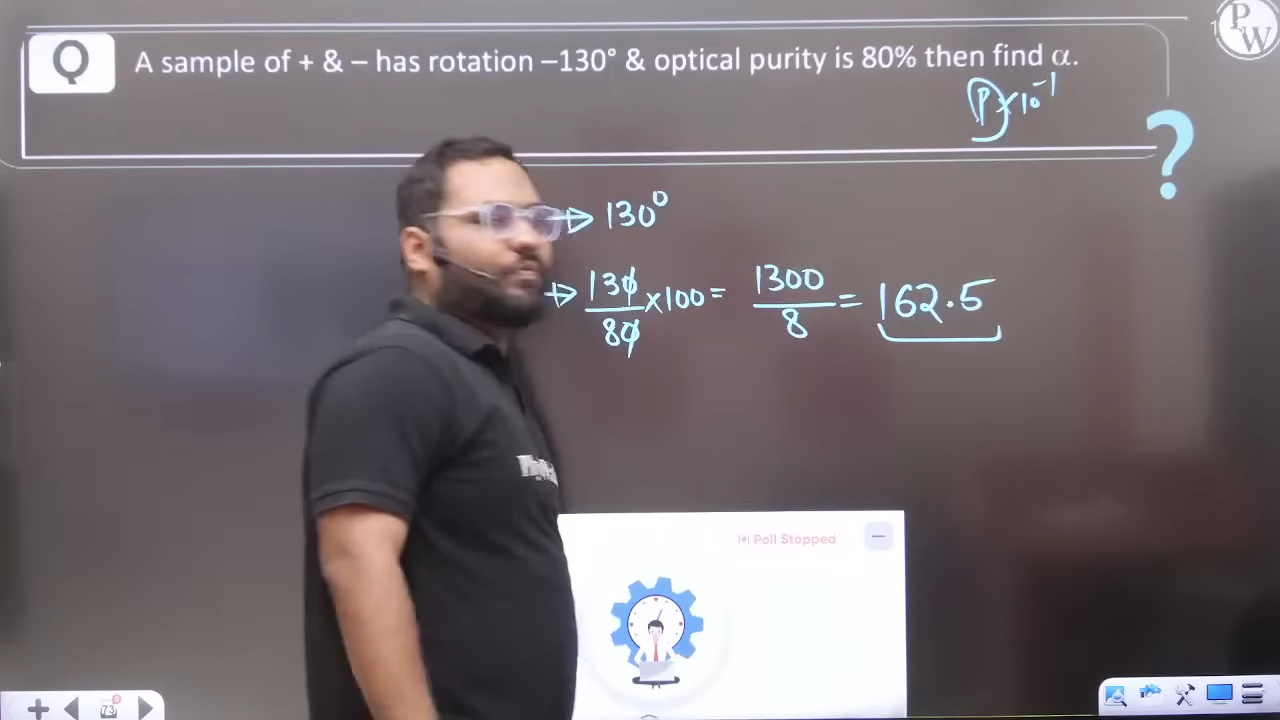 Q A sample of + & – has rotation –130° & optical purity is 80% then find α.
P × 10⁻¹
PW
?
→ 130°
→ 130/80 × 100 = 1300/8 = 162.5
Poll Stopped
73